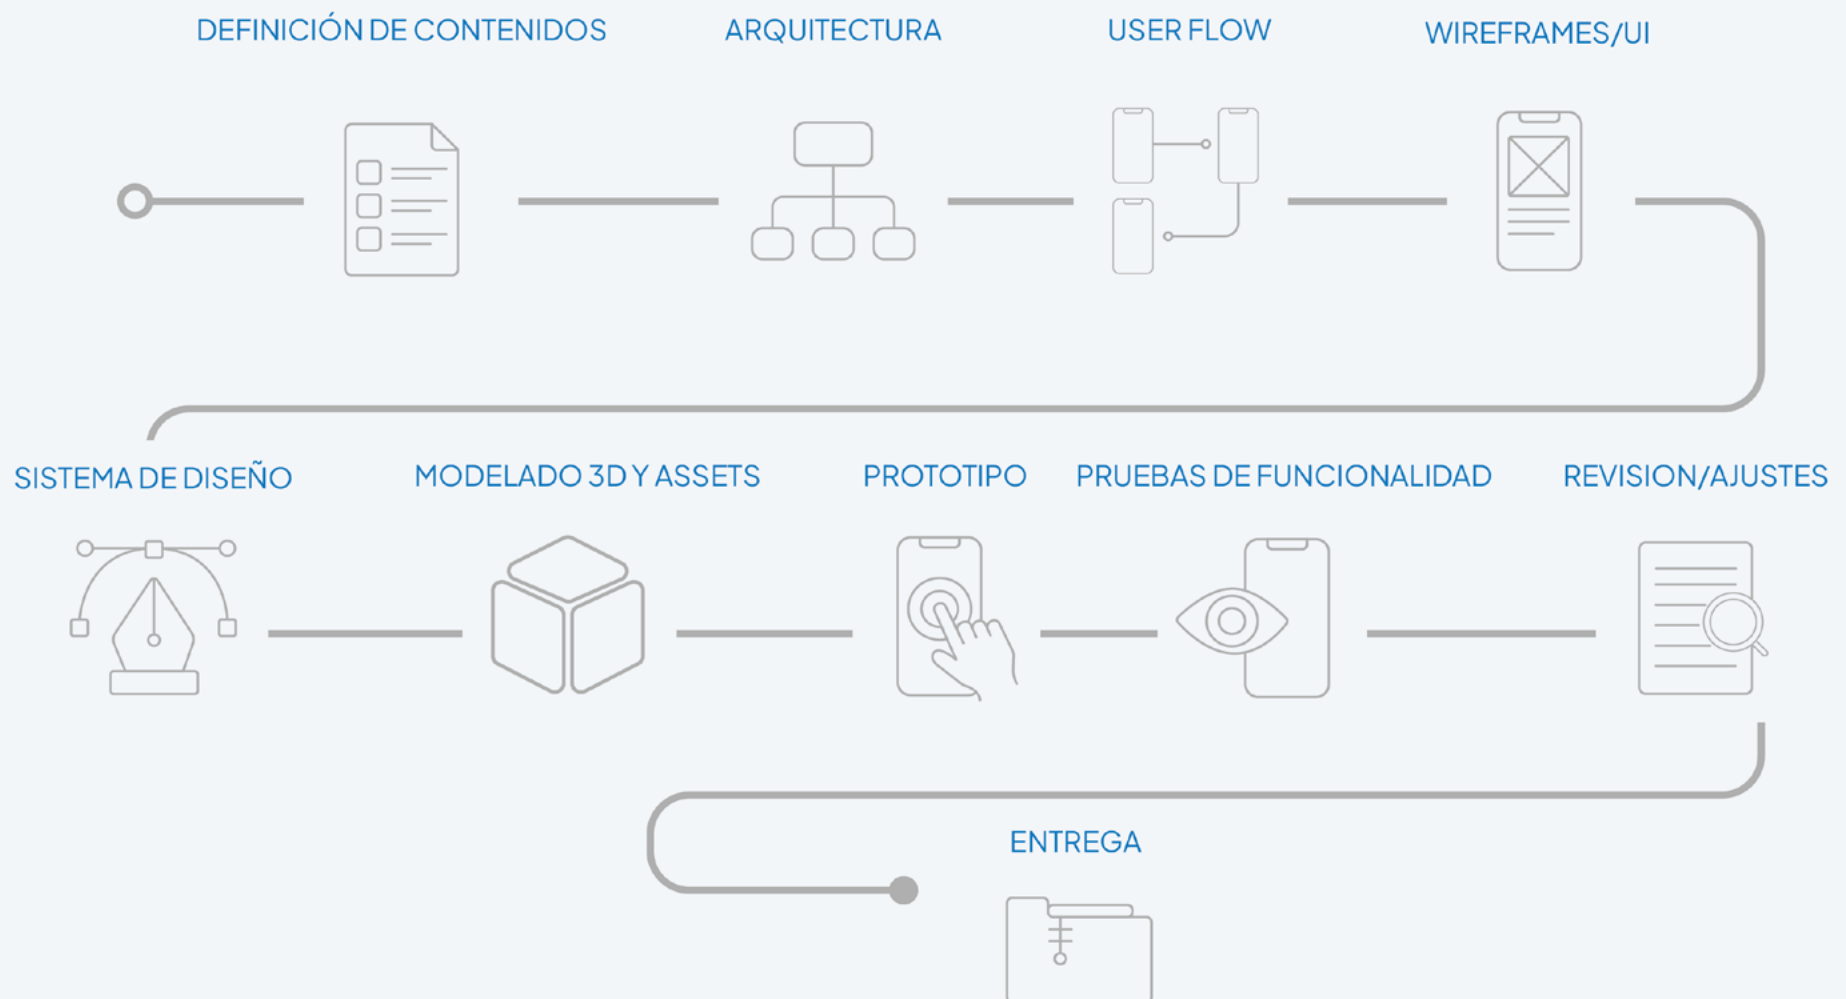 DEFINICIÓN DE CONTENIDOS
ARQUITECTURA
USER FLOW
WIREFRAMES/UI
SISTEMA DE DISEÑO
MODELADO 3D Y ASSETS
PROTOTIPO
PRUEBAS DE FUNCIONALIDAD
REVISION/AJUSTES
ENTREGA